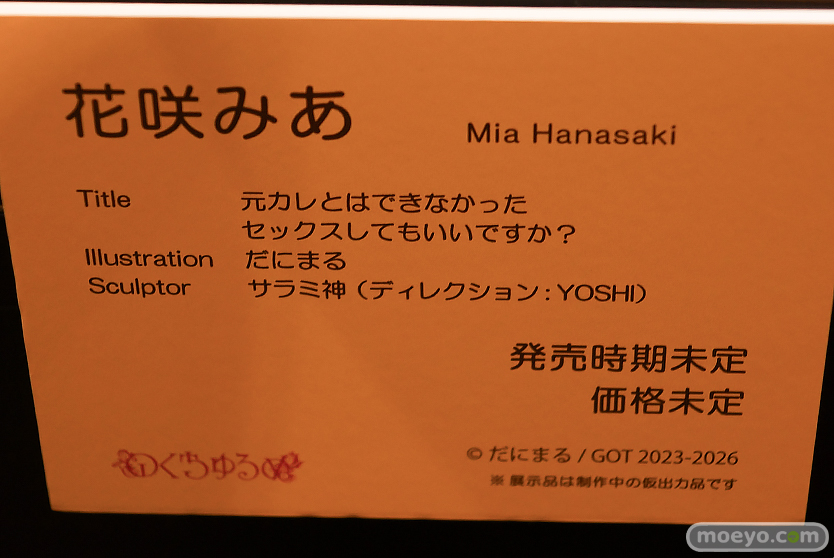 花咲みあ
Mia Hanasaki
Title 元カレとはできなかった
セックスしてもいいですか？
Illustration だにまる
Sculptor サラミ神（ディレクション：YOSHI）
発売時期未定
価格未定
© だにまる / GOT 2023-2026
※ 展示品は制作中の仮出力品です
moeyo.com